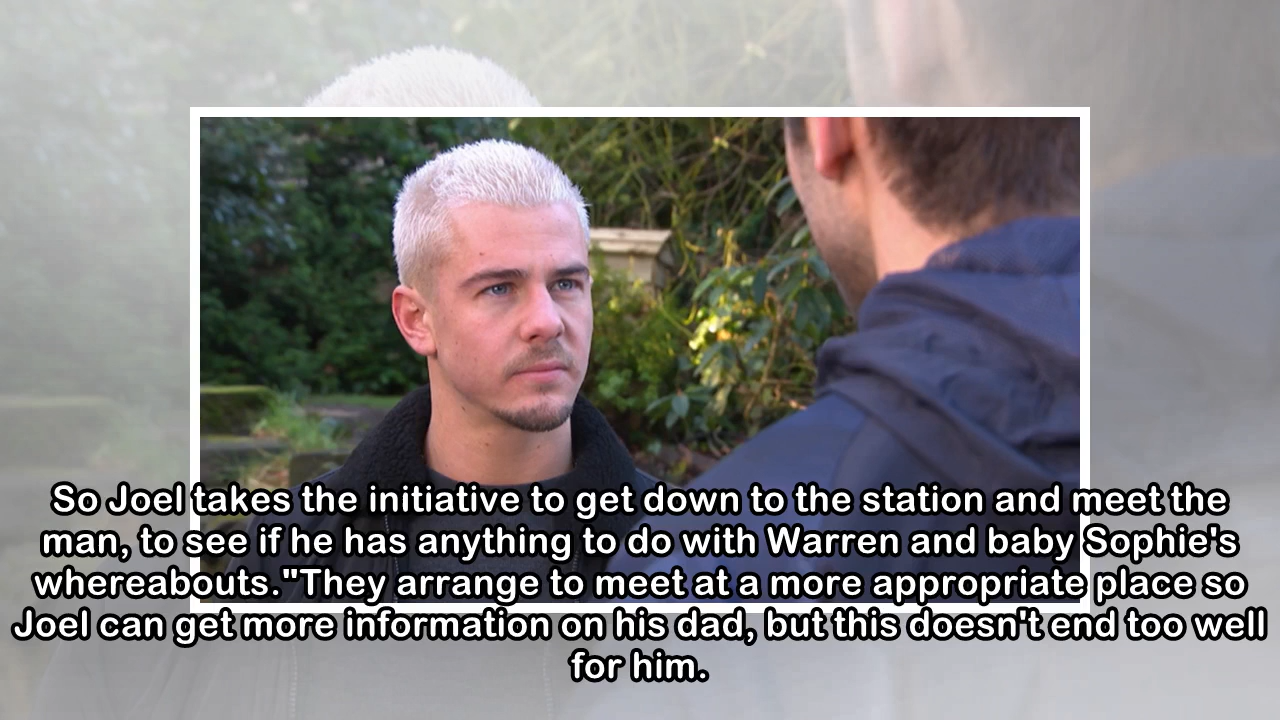 So Joel takes the initiative to get down to the station and meet the
man, to see if he has anything to do with Warren and baby Sophie's
whereabouts."They arrange to meet at a more appropriate place so
Joel can get more information on his dad, but this doesn't end too well
for him.